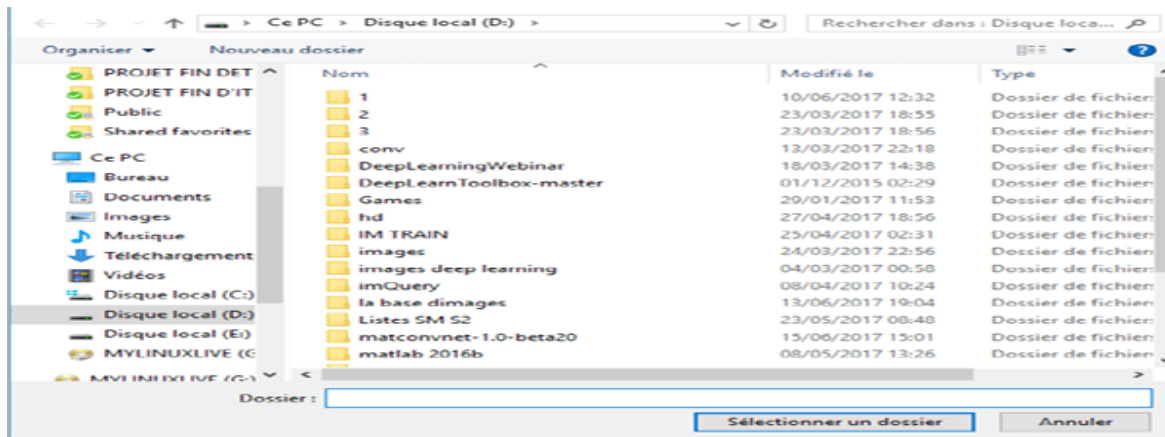 Ce PC > Disque local (D:) >
Rechercher dans : Disque loca...
Organiser
Nouveau dossier
PROJET FIN DET
PROJET FIN D'IT
Public
Shared favorites
Ce PC
Bureau
Documents
Images
Musique
Téléchargement
Vidéos
Disque local (C:)
Disque local (D:)
Disque local (E:)
MYLINUXLIVE (G
MYLINUXLIVE (G:)
Nom Modifié le Type
1 10/06/2017 12:32 Dossier de fichier
2 23/03/2017 18:55 Dossier de fichier
3 23/03/2017 18:56 Dossier de fichier
conv 13/03/2017 22:18 Dossier de fichier
DeepLearningWebinar 18/03/2017 14:38 Dossier de fichier
DeepLearnToolbox-master 01/12/2015 02:29 Dossier de fichier
Games 29/01/2017 11:53 Dossier de fichier
hd 27/04/2017 18:56 Dossier de fichier
IM TRAIN 25/04/2017 02:31 Dossier de fichier
images 24/03/2017 22:56 Dossier de fichier
images deep learning 04/03/2017 00:58 Dossier de fichier
imQuery 08/04/2017 10:24 Dossier de fichier
la base dimages 13/06/2017 19:04 Dossier de fichier
Listes SM S2 23/05/2017 08:48 Dossier de fichier
matconvnet-1.0-beta20 15/06/2017 15:01 Dossier de fichier
matlab 2016b 08/05/2017 13:26 Dossier de fichier
Dossier :
Sélectionner un dossier
Annuler